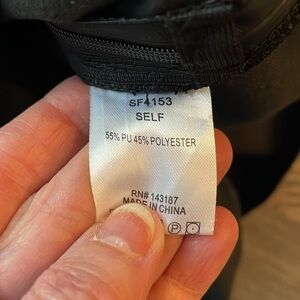 SF4153
SELF
55% PU 45% POLYESTER
RN# 143187
MADE IN CHINA
P